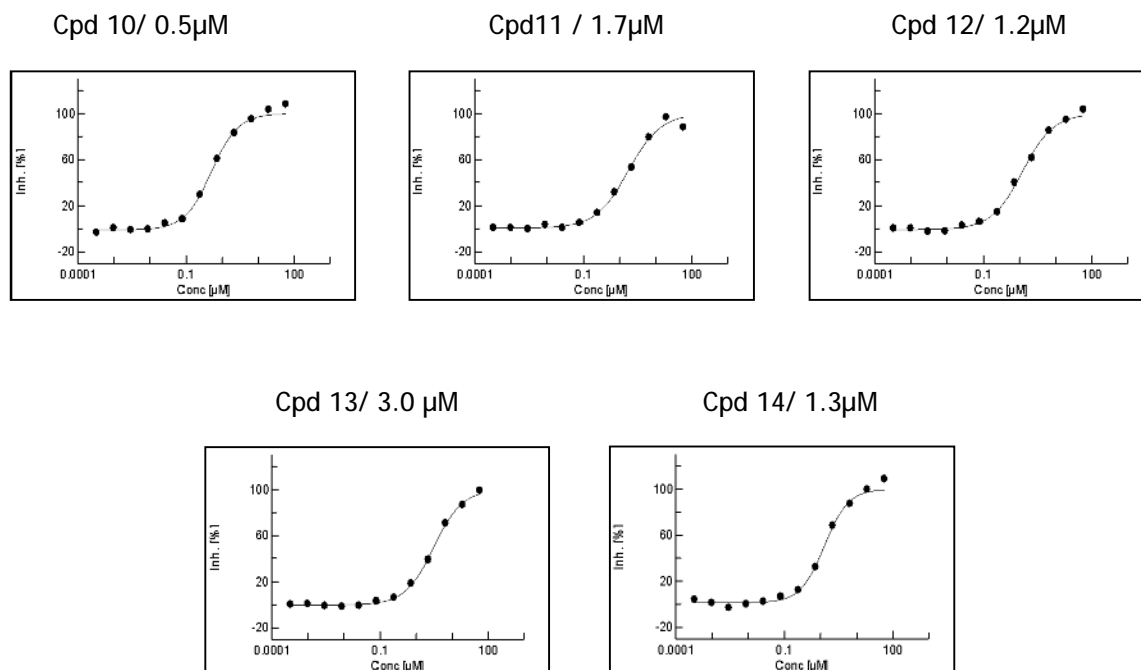 Cpd 10/ 0.5µM
Cpd11 / 1.7µM
Cpd 12/ 1.2µM
Inh. [%]
100
60
20
-20
0.0001
0.1
100
Conc [µM]
Inh. [%]
100
60
20
-20
0.0001
0.1
100
Conc [µM]
Inh. [%]
100
60
20
-20
0.0001
0.1
100
Conc [µM]
Cpd 13/ 3.0 µM
Cpd 14/ 1.3µM
Inh. [%]
100
60
20
-20
0.0001
0.1
100
Conc [µM]
Inh. [%]
100
60
20
-20
0.0001
0.1
100
Conc [µM]